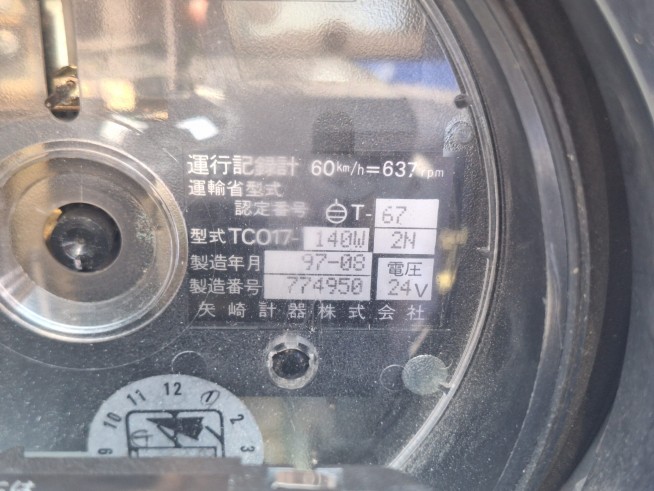 運行記録計 60km/h=637rpm
運輸省型式
認定番号 T-67
型式TCO17-140W 2N
製造年月 97-08 電圧
製造番号 774950 24V
矢崎計器株式会社
9 10 11 12 1 2 3